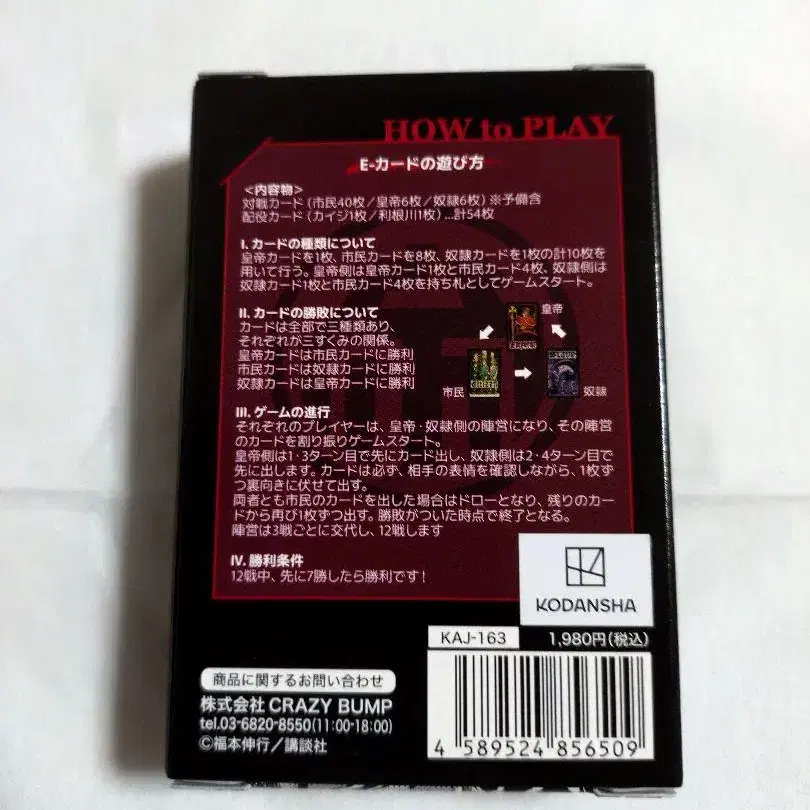 HOW to PLAY
E-カードの遊び方
<内容物>
対戦カード(市民40枚/皇帝6枚/奴隷6枚)※予備含
配役カード(カイジ1枚/利根川1枚)...計54枚
I. カードの種類について
皇帝カードを1枚、市民カードを8枚、奴隷カードを1枚の計10枚を
用いて行う。皇帝側は皇帝カード1枚と市民カード4枚、奴隷側は
奴隷カード1枚と市民カード4枚を持ち札としてゲームスタート。
II. カードの勝敗について
カードは全部で三種類あり、
それぞれが三すくみの関係。
皇帝カードは市民カードに勝利
市民カードは奴隷カードに勝利
奴隷カードは皇帝カードに勝利
皇帝
市民
奴隷
III. ゲームの進行
それぞれのプレイヤーは、皇帝・奴隷側の陣営になり、その陣営
のカードを割り振りゲームスタート。
皇帝側は1・3ターン目で先にカード出し、奴隷側は2・4ターン目で
先に出します。カードは必ず、相手の表情を確認しながら、1枚ず
つ裏向きに伏せて出す。
両者とも市民のカードを出した場合はドローとなり、残りのカー
ドから再び1枚ずつ出す。勝敗がついた時点で終了となる。
陣営は3戦ごとに交代し、12戦します
IV. 勝利条件
12戦中、先に7勝したら勝利です!
KODANSHA
KAJ-163
1,980円(税込)
商品に関するお問い合わせ
株式会社 CRAZY BUMP
tel.03-6820-8550(11:00-18:00)
©福本伸行/講談社
4 589524 856509